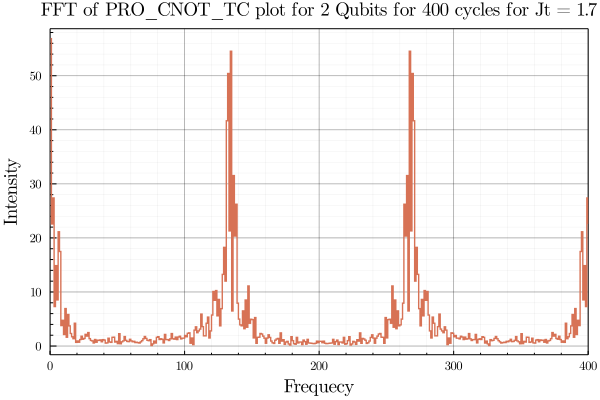 FFT of PRO_CNOT_TC plot for 2 Qubits for 400 cycles for Jt = 1.7
50
40
30
20
10
0
Intensity
0 100 200 300 400
Frequecy